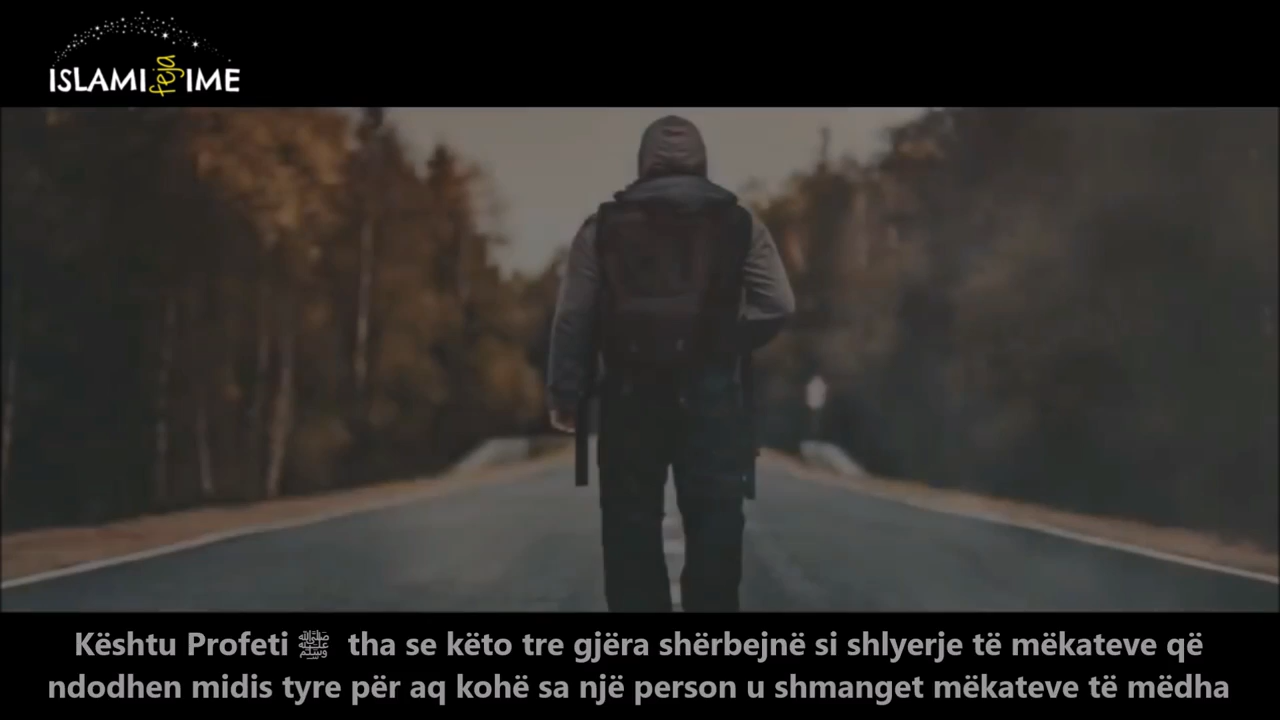 ISLAMI feja IME
Kështu Profeti ﷺ tha se këto tre gjëra shërbejnë si shlyerje të mëkateve që
ndodhen midis tyre për aq kohë sa një person u shmanget mëkateve të mëdha